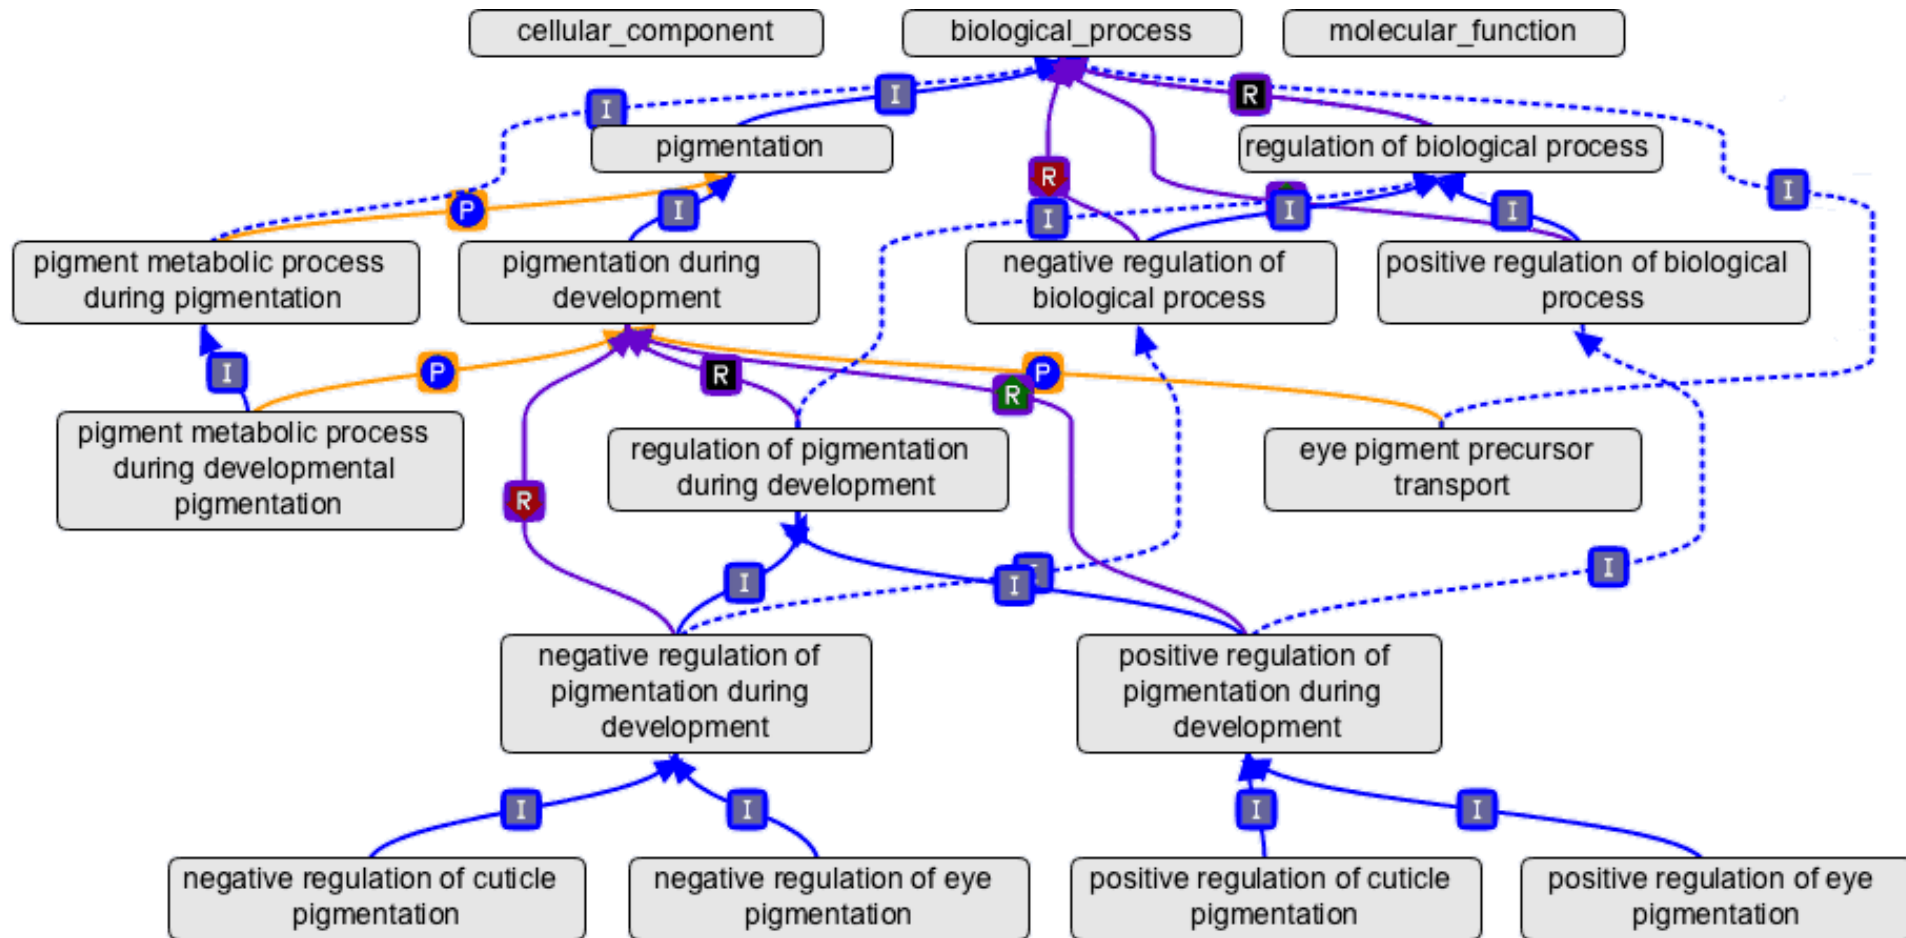 cellular_component
biological_process
molecular_function
I
I
R
pigmentation
regulation of biological process
R
I
P
I
I
I
I
pigment metabolic process
during pigmentation
pigmentation during
development
negative regulation of
biological process
positive regulation of biological
process
I
P
R
P
R
pigment metabolic process
during developmental
pigmentation
regulation of pigmentation
during development
eye pigment precursor
transport
R
I
I
I
negative regulation of
pigmentation during
development
positive regulation of
pigmentation during
development
I
I
I
I
negative regulation of cuticle
pigmentation
negative regulation of eye
pigmentation
positive regulation of cuticle
pigmentation
positive regulation of eye
pigmentation